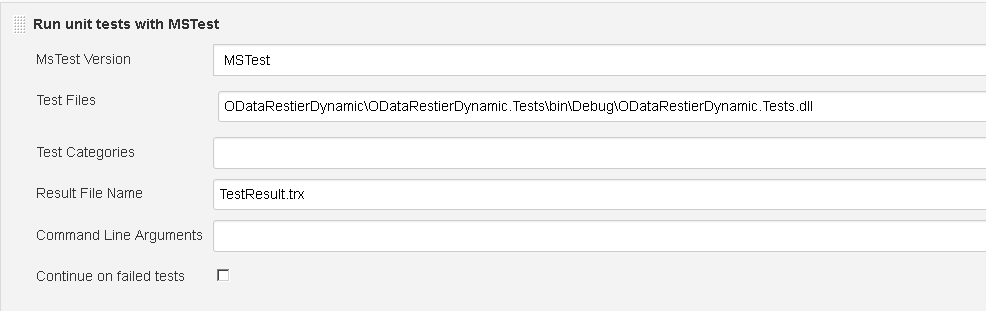 Run unit tests with MSTest
MsTest Version MSTest
Test Files ODataRestierDynamic\ODataRestierDynamic.Tests\bin\Debug\ODataRestierDynamic.Tests.dll
Test Categories
Result File Name TestResult.trx
Command Line Arguments
Continue on failed tests